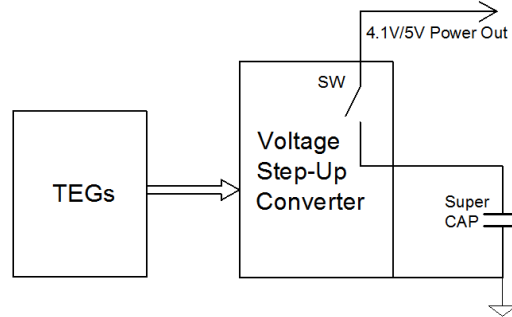 4.1V/5V Power Out
SW
Voltage
Step-Up
Converter
TEGs
Super
CAP